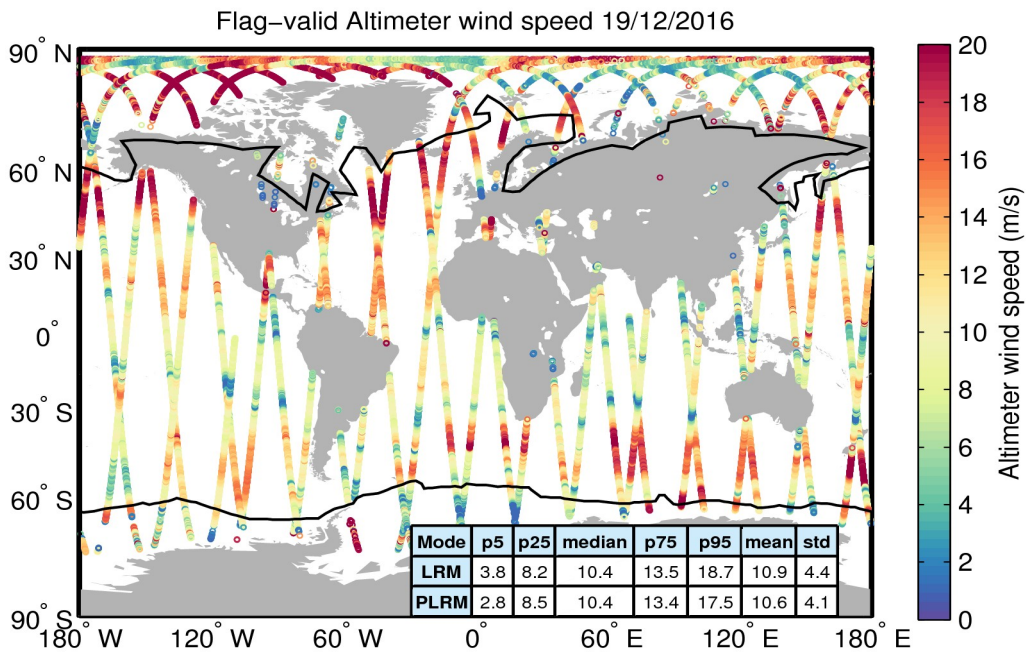 Flag−valid Altimeter wind speed 19/12/2016
90° N
60° N
30° N
0°
30° S
60° S
90° S
180° W
120° W
60° W
0°
60° E
120° E
180° E
Mode p5 p25 median p75 p95 mean std
LRM 3.8 8.2 10.4 13.5 18.7 10.9 4.4
PLRM 2.8 8.5 10.4 13.4 17.5 10.6 4.1
20
18
16
14
12
10
8
6
4
2
0
Altimeter wind speed (m/s)